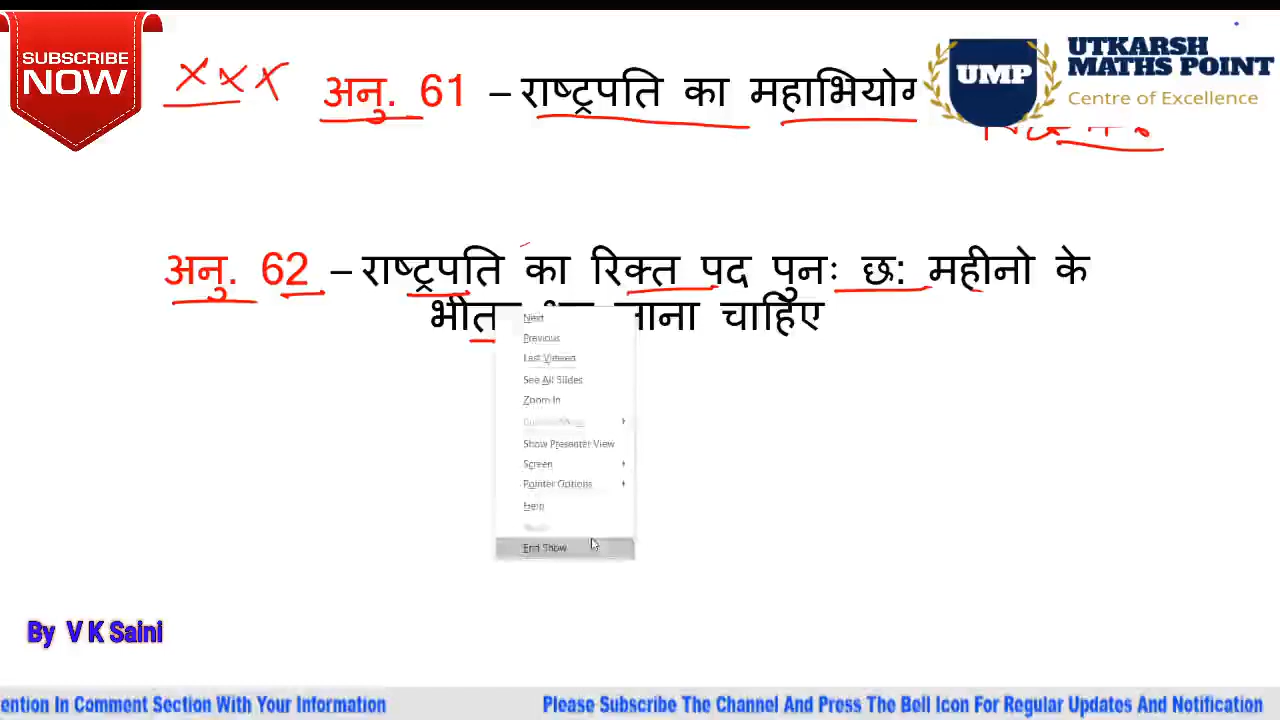 SUBSCRIBE
NOW
XXX
अनु. 61 – राष्ट्रपति का महाभियोग
UMP
UTKARSH
MATHS POINT
Centre of Excellence
अनु. 62 – राष्ट्रपति का रिक्त पद पुनः छ: महीनो के
चाहिए
Next
Previous
Last Viewed
See All Slides
Zoom In
Show Presenter View
Screen
Pointer Options
Help
End Show
By V K Saini
ention In Comment Section With Your Information
Please Subscribe The Channel And Press The Bell Icon For Regular Updates And Notification